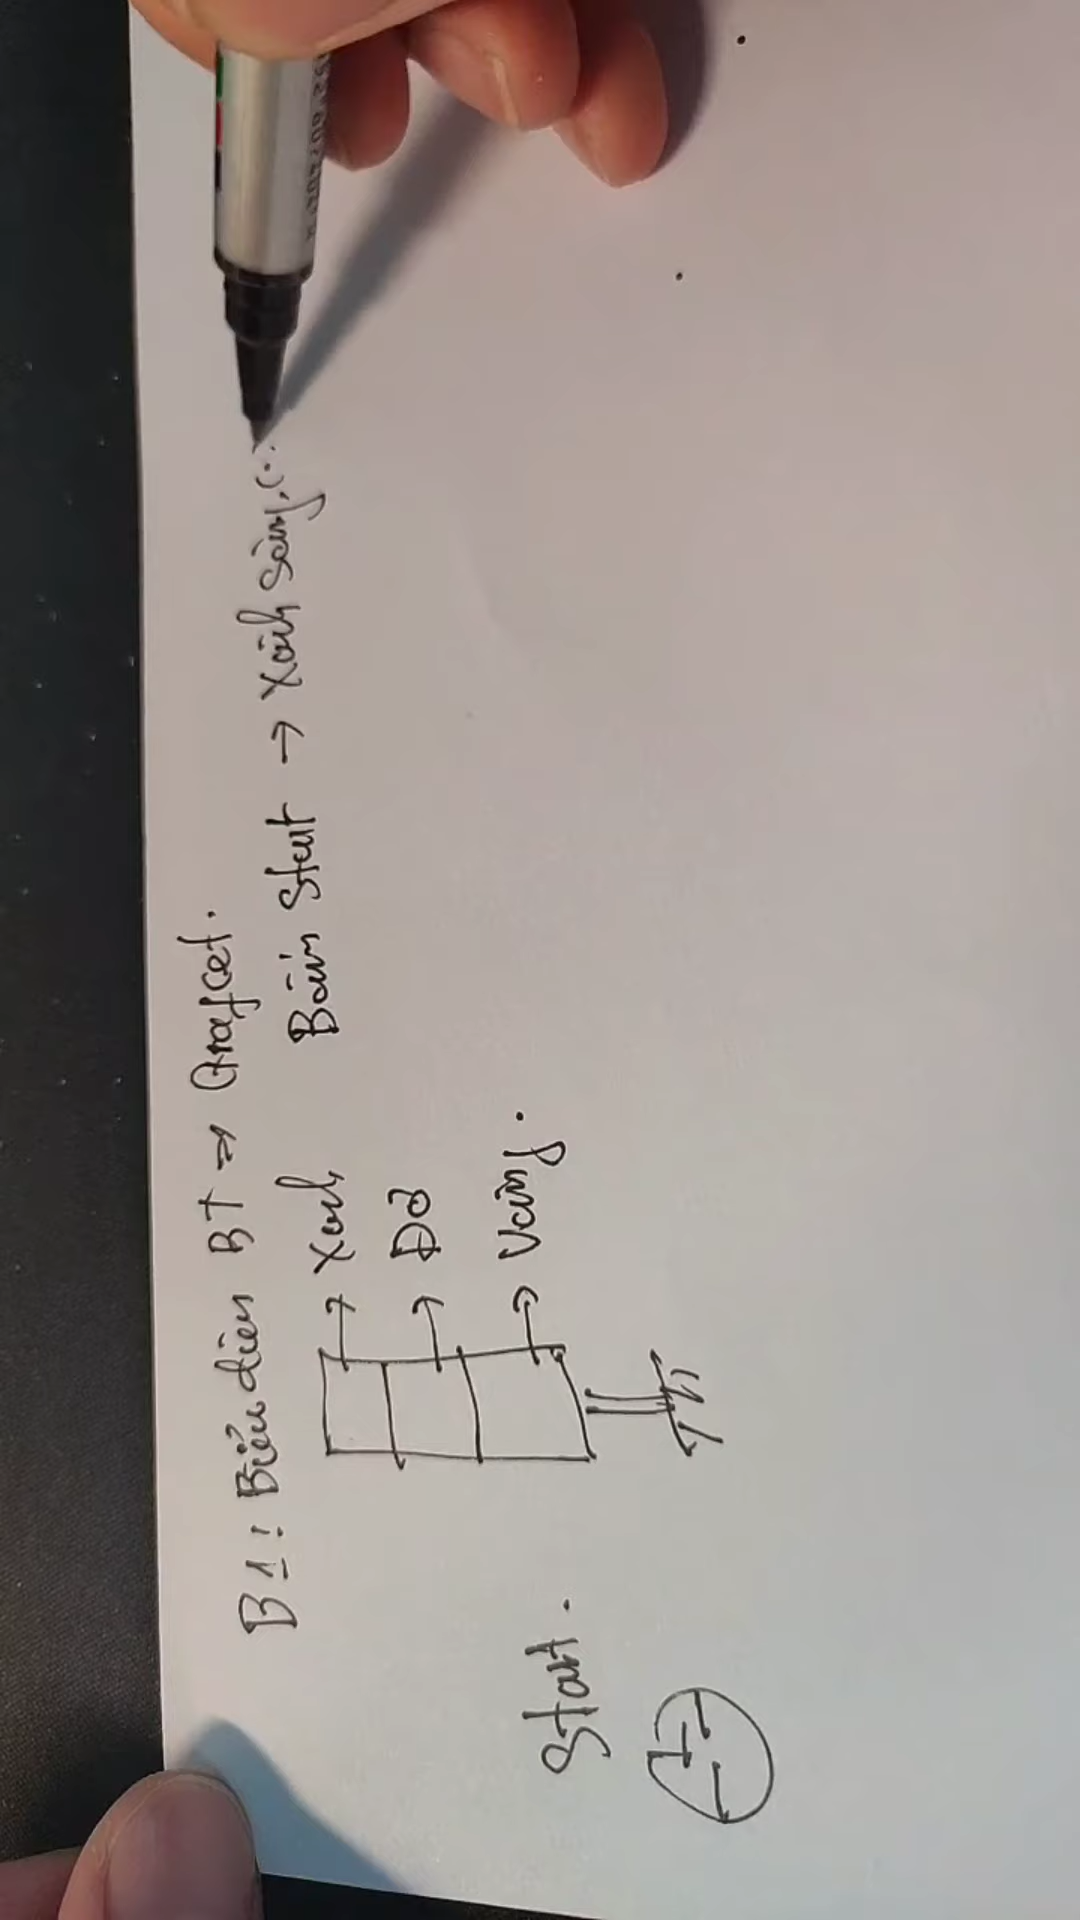 B1: Biểu diễn BT ⇒ Grafcet.
→ Xanh
→ Đỏ
→ Vàng.
Start.
Bấm Start → Xanh sáng. (